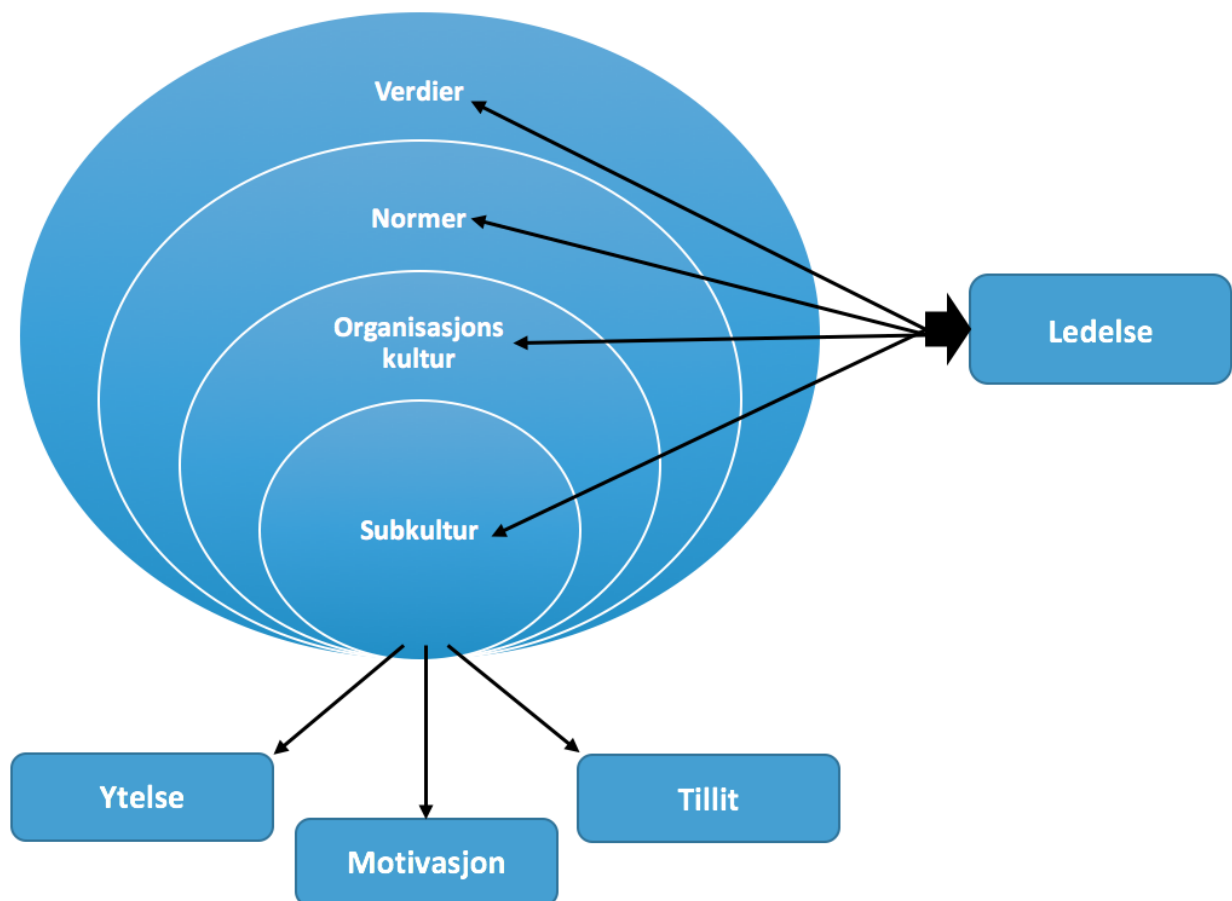 Verdier
Normer
Organisasjons
kultur
Ledelse
Subkultur
Ytelse
Tillit
Motivasjon